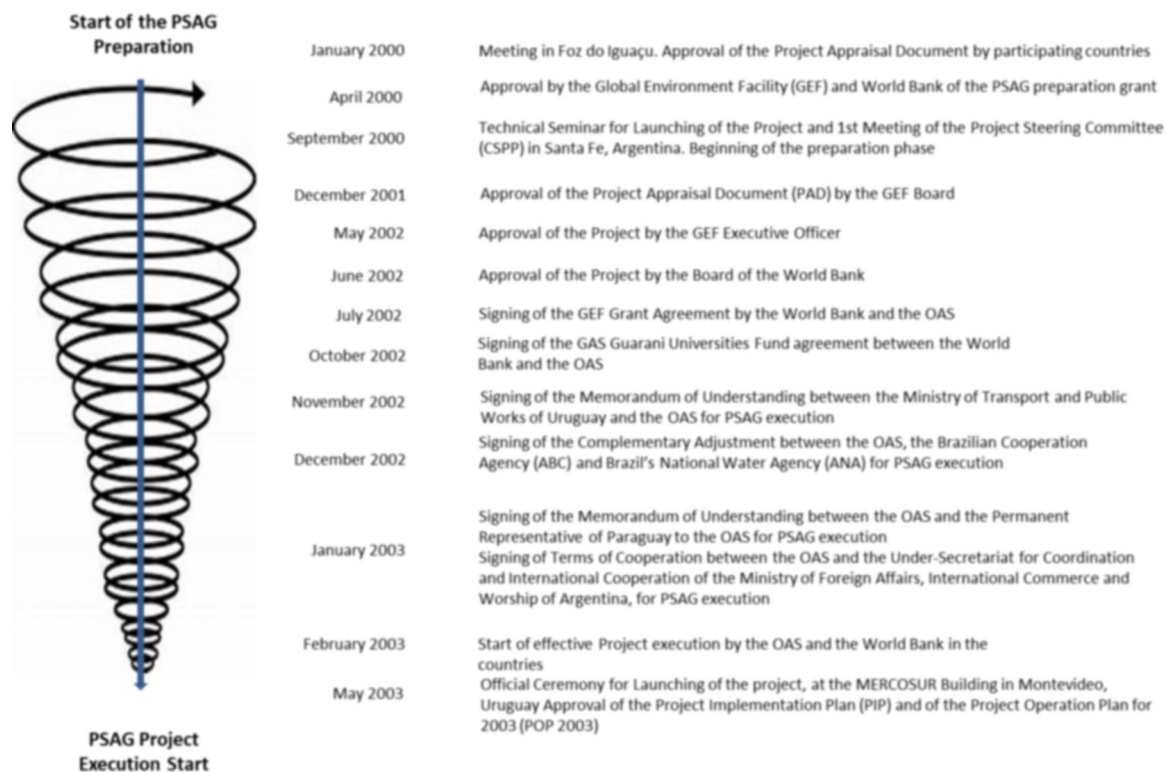 Start of the PSAG
Preparation
January 2000
Meeting in Foz do Iguaçu. Approval of the Project Appraisal Document by participating countries
April 2000
Approval by the Global Environment Facility (GEF) and World Bank of the PSAG preparation grant
September 2000
Technical Seminar for Launching of the Project and 1st Meeting of the Project Steering Committee
(CSPP) in Santa Fe, Argentina. Beginning of the preparation phase
December 2001
Approval of the Project Appraisal Document (PAD) by the GEF Board
May 2002
Approval of the Project by the GEF Executive Officer
June 2002
Approval of the Project by the Board of the World Bank
July 2002
Signing of the GEF Grant Agreement by the World Bank and the OAS
October 2002
Signing of the GAS Guarani Universities Fund agreement between the World
Bank and the OAS
November 2002
Signing of the Memorandum of Understanding between the Ministry of Transport and Public
Works of Uruguay and the OAS for PSAG execution
December 2002
Signing of the Complementary Adjustment between the OAS, the Brazilian Cooperation
Agency (ABC) and Brazil's National Water Agency (ANA) for PSAG execution
January 2003
Signing of the Memorandum of Understanding between the OAS and the Permanent
Representative of Paraguay to the OAS for PSAG execution
Signing of Terms of Cooperation between the OAS and the Under-Secretariat for Coordination
and International Cooperation of the Ministry of Foreign Affairs, International Commerce and
Worship of Argentina, for PSAG execution
February 2003
Start of effective Project execution by the OAS and the World Bank in the
countries
May 2003
Official Ceremony for Launching of the project, at the MERCOSUR Building in Montevideo,
Uruguay Approval of the Project Implementation Plan (PIP) and of the Project Operation Plan for
2003 (POP 2003)
PSAG Project
Execution Start